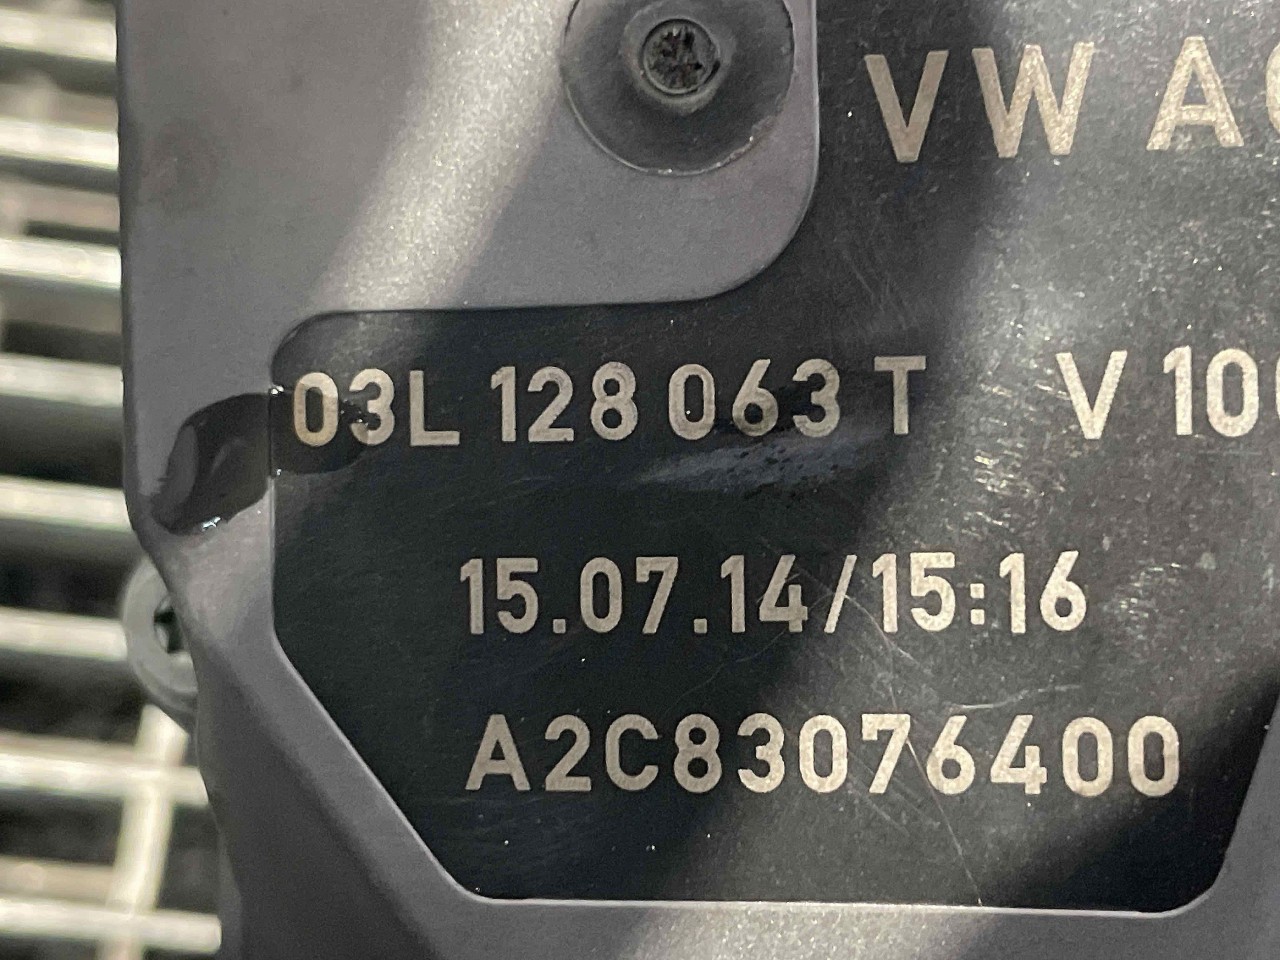 VW A
03L 128 063 T V 10
15.07.14/15:16
A2C83076400